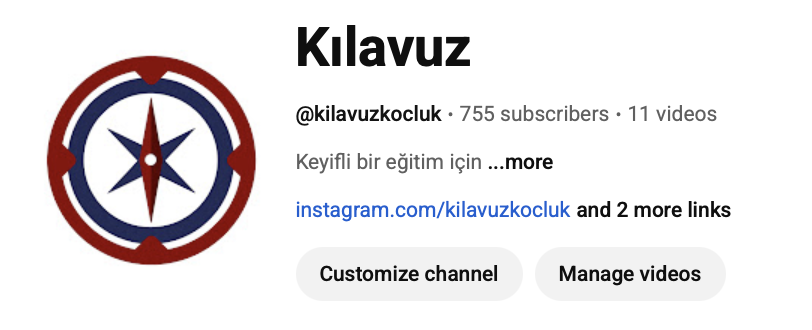 Kılavuz
@kilavuzkocluk • 755 subscribers • 11 videos
Keyifli bir eğitim için ...more
instagram.com/kilavuzkocluk and 2 more links
Customize channel Manage videos